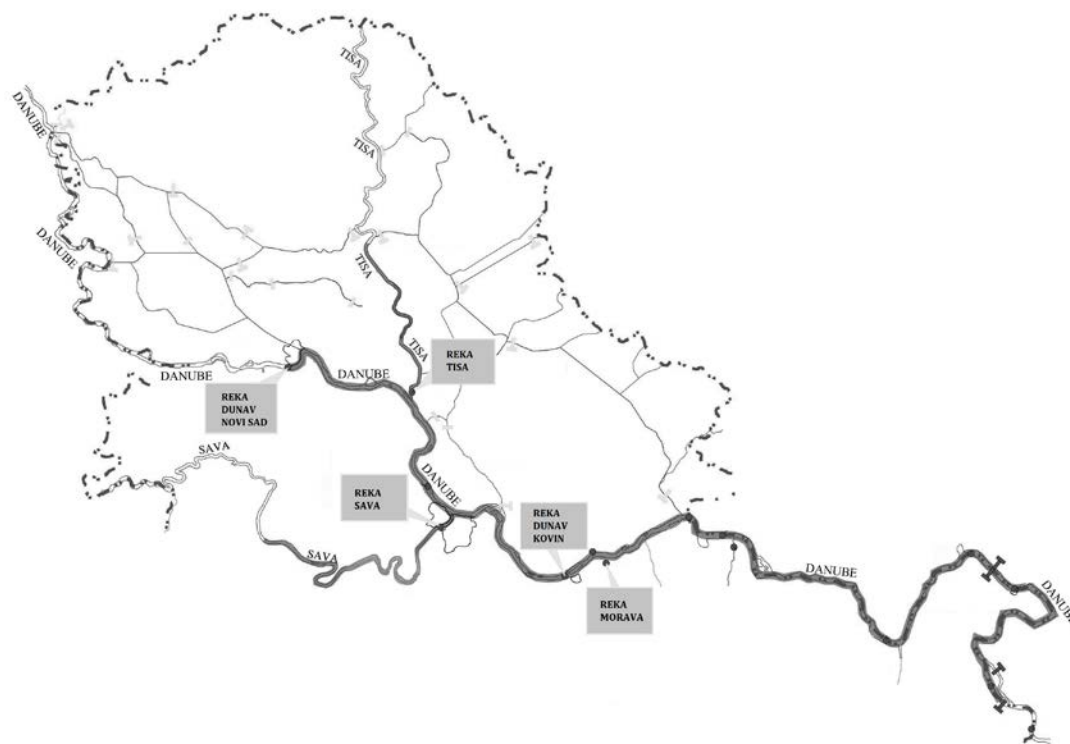 TISA
DANUBE
TISA
DANUBE
TISA
TISA
REKA
TISA
DANUBE
DANUBE
REKA
DUNAV
NOVI SAD
SAVA
DANUBE
REKA
SAVA
REKA
DUNAV
KOVIN
SAVA
DANUBE
DANUBE
REKA
MORAVA